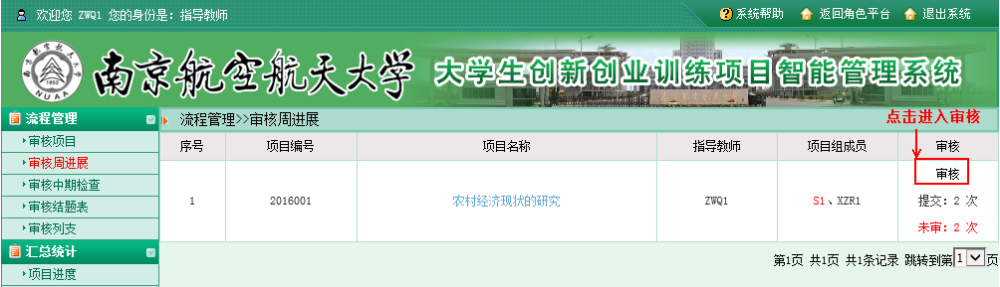 欢迎您 ZWQ1 您的身份是：指导教师
系统帮助 返回角色平台 退出系统
NUAA 1952
南京航空航天大学 大学生创新创业训练项目智能管理系统
流程管理
审核项目
审核周进展
审核中期检查
审核结题表
审核列支
汇总统计
项目进度
流程管理>>审核周进展
点击进入审核
序号 项目编号 项目名称 指导教师 项目组成员 审核
1 2016001 农村经济现状的研究 ZWQ1 S1、XZR1 审核
提交：2 次
未审：2 次
第1页 共1页 共1条记录 跳转到第1页